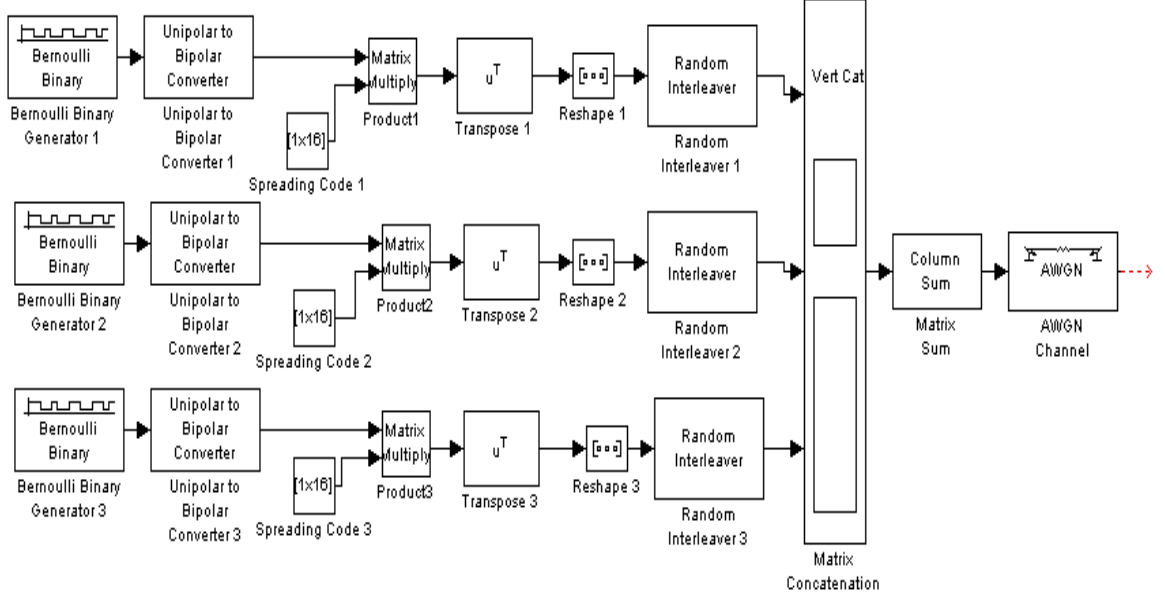 Bernoulli
Binary
Bernoulli Binary
Generator 1
Unipolar to
Bipolar
Converter
Unipolar to
Bipolar
Converter 1
[1x16]
Spreading Code 1
Matrix
Multiply
Product1
u^T
Transpose 1
[▫▫▫]
Reshape 1
Random
Interleaver
Random
Interleaver 1
Bernoulli
Binary
Bernoulli Binary
Generator 2
Unipolar to
Bipolar
Converter
Unipolar to
Bipolar
Converter 2
[1x16]
Spreading Code 2
Matrix
Multiply
Product2
u^T
Transpose 2
[▫▫▫]
Reshape 2
Random
Interleaver
Random
Interleaver 2
Bernoulli
Binary
Bernoulli Binary
Generator 3
Unipolar to
Bipolar
Converter
Unipolar to
Bipolar
Converter 3
[1x16]
Spreading Code 3
Matrix
Multiply
Product3
u^T
Transpose 3
[▫▫▫]
Reshape 3
Random
Interleaver
Random
Interleaver 3
Vert Cat
Matrix
Concatenation
Column
Sum
Matrix
Sum
AWGN
AWGN
Channel